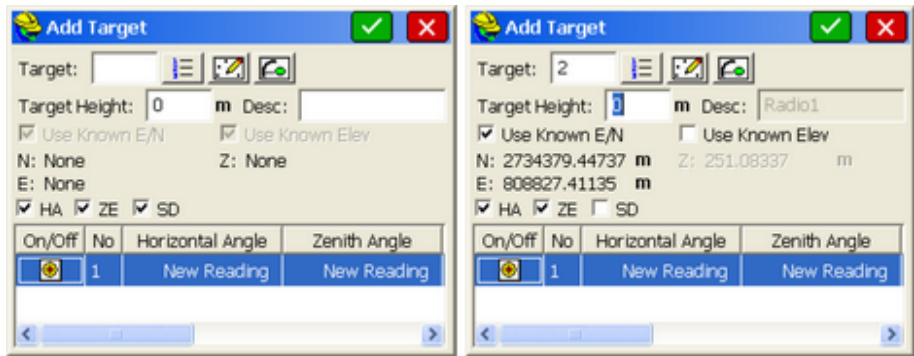 Add Target
Target:
Target Height: 0 m Desc:
Use Known E/N Use Known Elev
N: None Z: None
E: None
HA ZE SD
On/Off No Horizontal Angle Zenith Angle
1 New Reading New Reading
Add Target
Target: 2
Target Height: 0 m Desc: Radio1
Use Known E/N Use Known Elev
N: 2734379.44737 m Z: 251.08337 m
E: 808827.41135 m
HA ZE SD
On/Off No Horizontal Angle Zenith Angle
1 New Reading New Reading